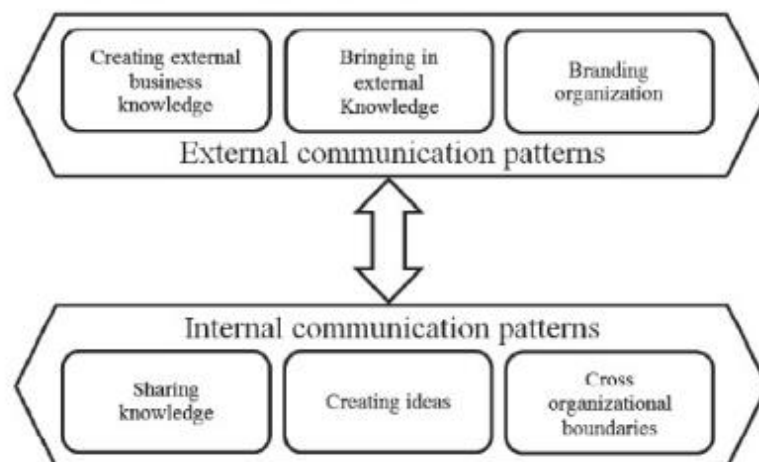 Creating external
business
knowledge
Bringing in
external
Knowledge
Branding
organization
External communication patterns
Internal communication patterns
Sharing
knowledge
Creating ideas
Cross
organizational
boundaries